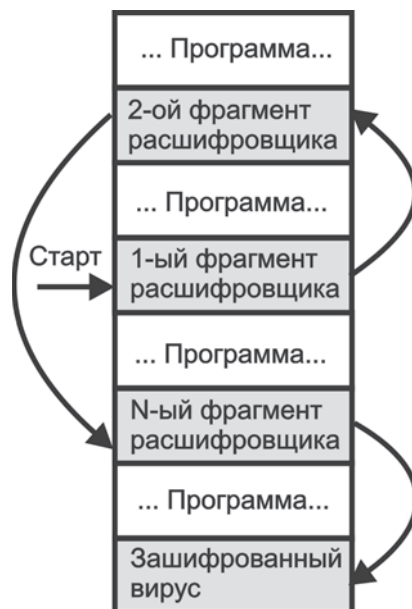 ... Программа...
2-ой фрагмент
расшифровщика
... Программа...
Старт
1-ый фрагмент
расшифровщика
... Программа...
N-ый фрагмент
расшифровщика
... Программа...
Зашифрованный
вирус